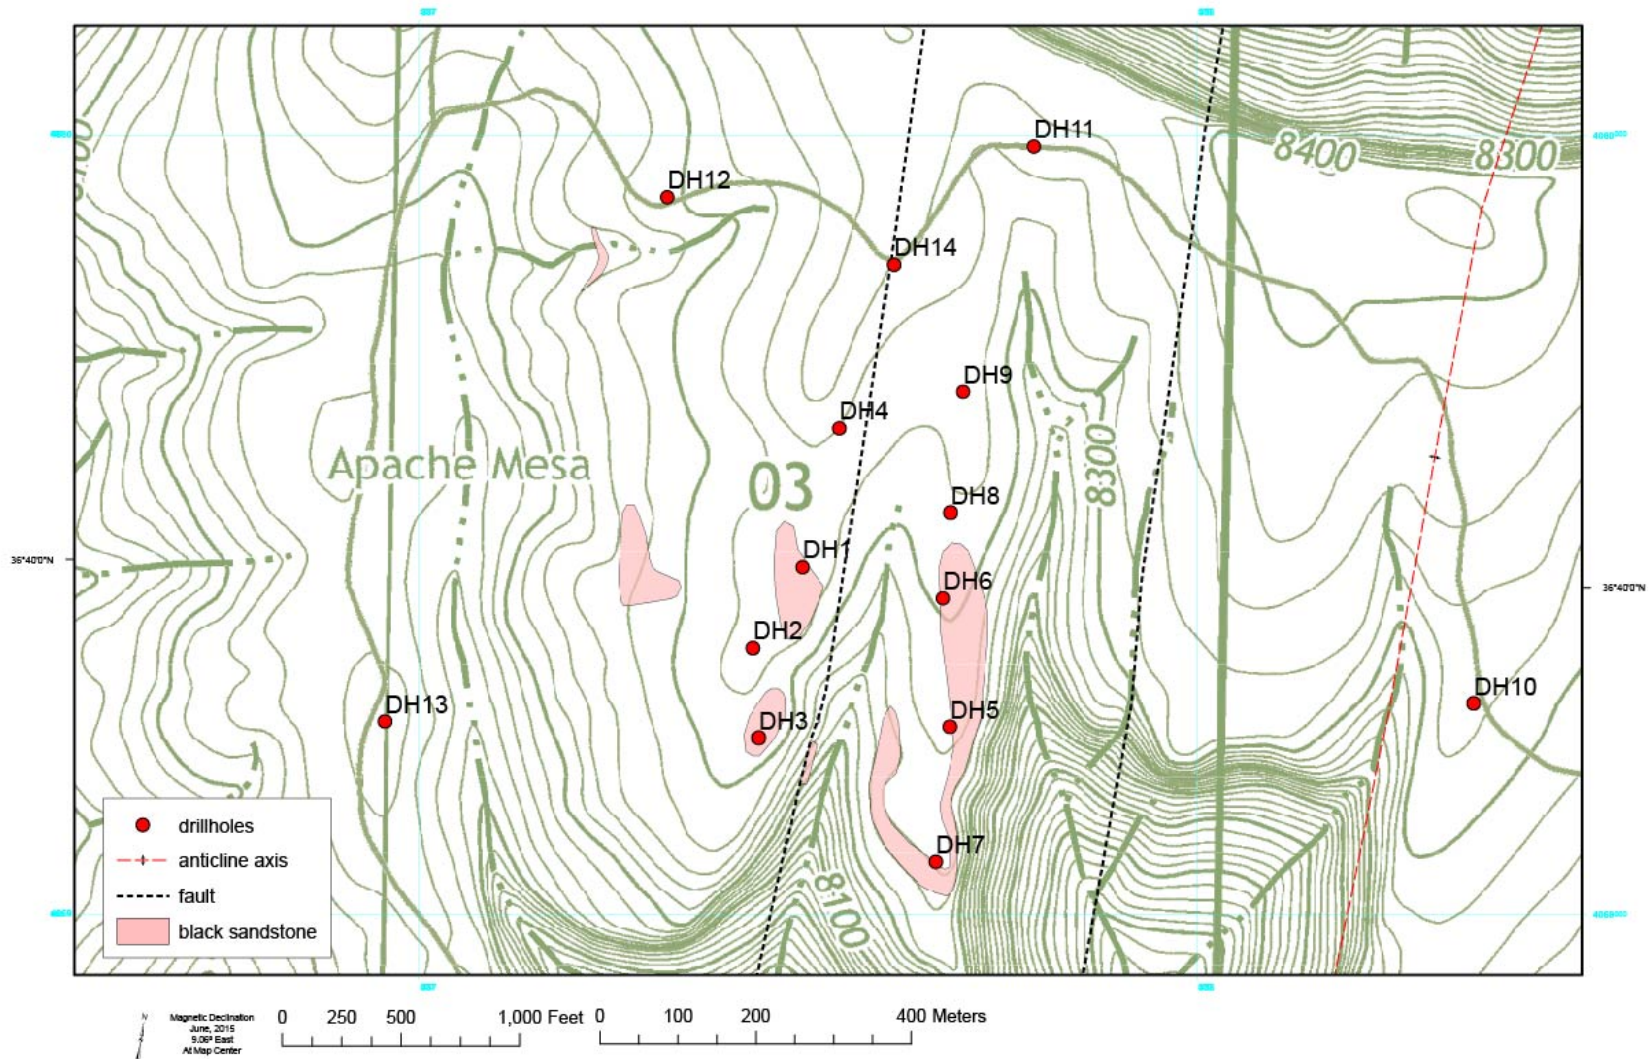 DH11
8400
8300
DH12
DH14
DH9
DH4
Apache Mesa
03
8300
DH8
DH1
36°40'0"N
DH6
36°40'0"N
DH2
DH10
DH13
DH3
DH5
drillholes
DH7
anticline axis
fault
8100
black sandstone
N
Magnetic Declination
June, 2015
9.06° East
At Map Center
0 250 500 1,000 Feet
0 100 200 400 Meters